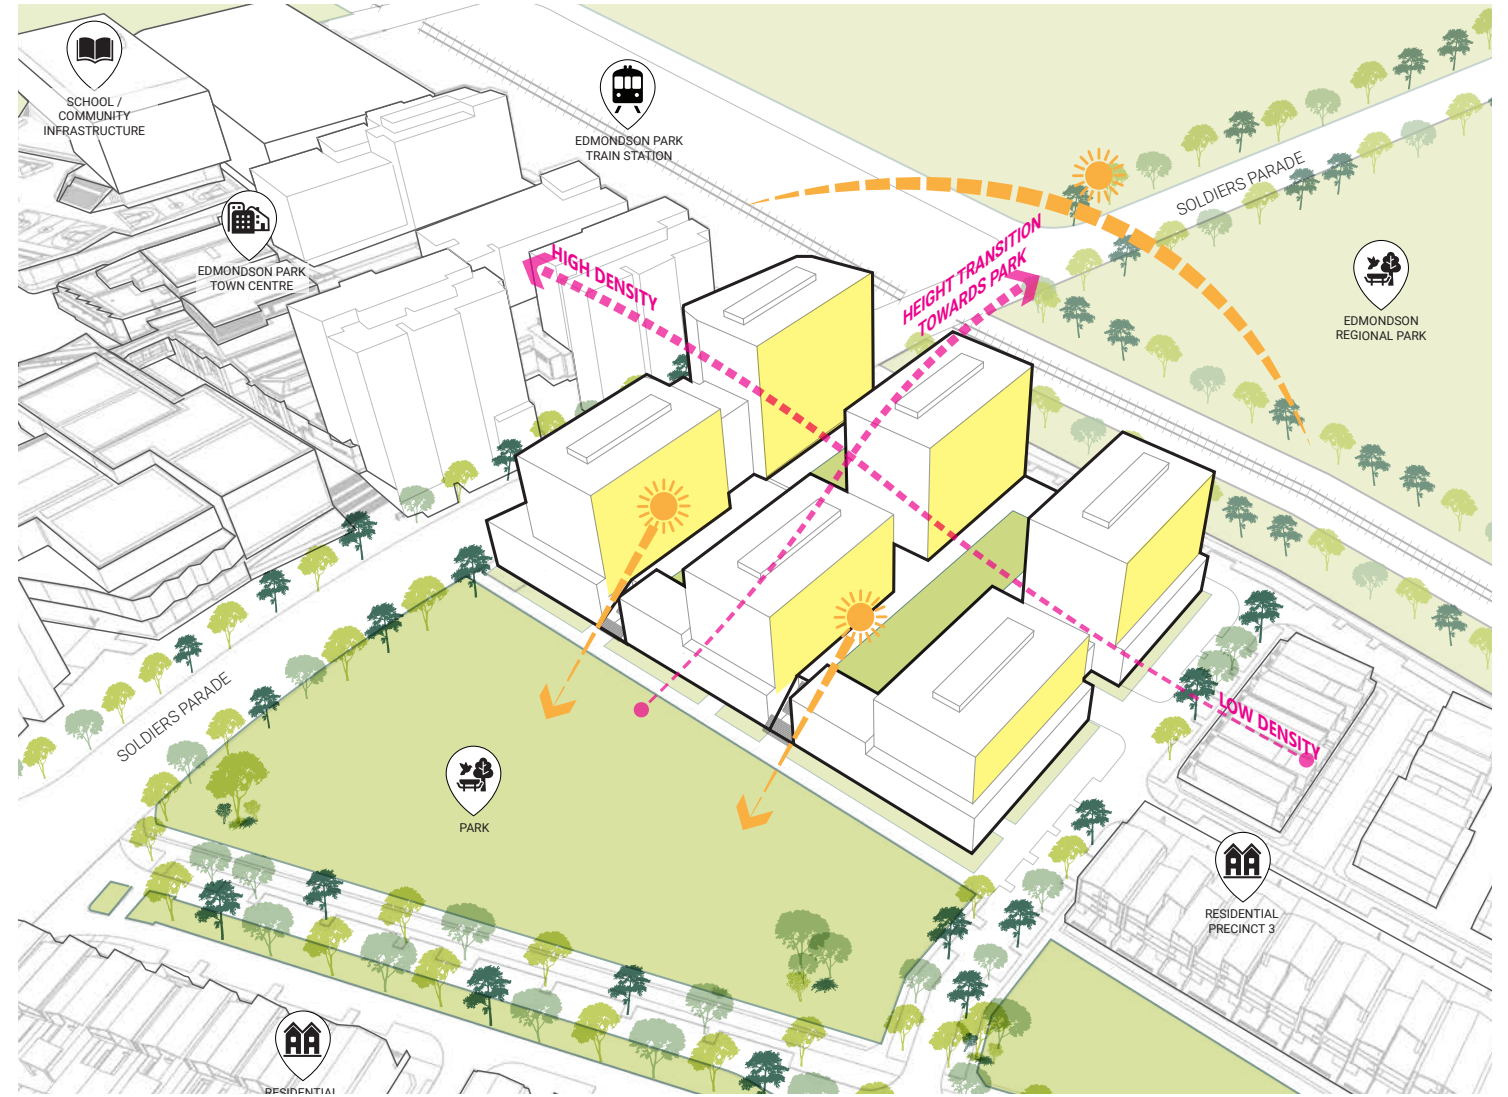 SCHOOL /
COMMUNITY
INFRASTRUCTURE
EDMONDSON PARK
TRAIN STATION
SOLDIERS PARADE
EDMONDSON PARK
TOWN CENTRE
HIGH DENSITY
HEIGHT TRANSITION
TOWARDS PARK
EDMONDSON
REGIONAL PARK
SOLDIERS PARADE
LOW DENSITY
PARK
RESIDENTIAL
PRECINCT 3
RESIDENTIAL